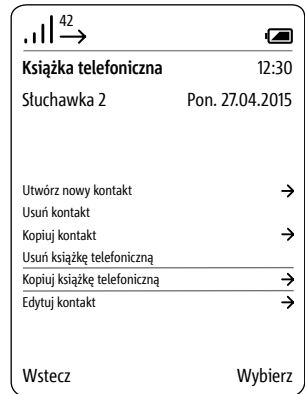 42
Książka telefoniczna 12:30
Słuchawka 2 Pon. 27.04.2015
Utwórz nowy kontakt
Usuń kontakt
Kopiuj kontakt
Usuń książkę telefoniczną
Kopiuj książkę telefoniczną
Edytuj kontakt
Wstecz Wybierz